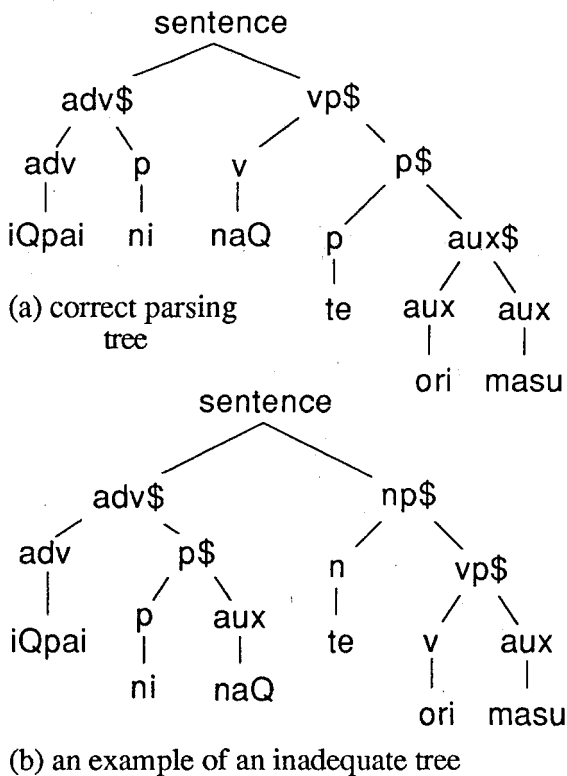 sentence
adv$ vp$
adv p v p$
iQpai ni naQ p aux$
(a) correct parsing te aux aux
tree
ori masu
sentence
adv$ np$
adv p$ n vp$
iQpai p aux te v aux
ni naQ ori masu
(b) an example of an inadequate tree